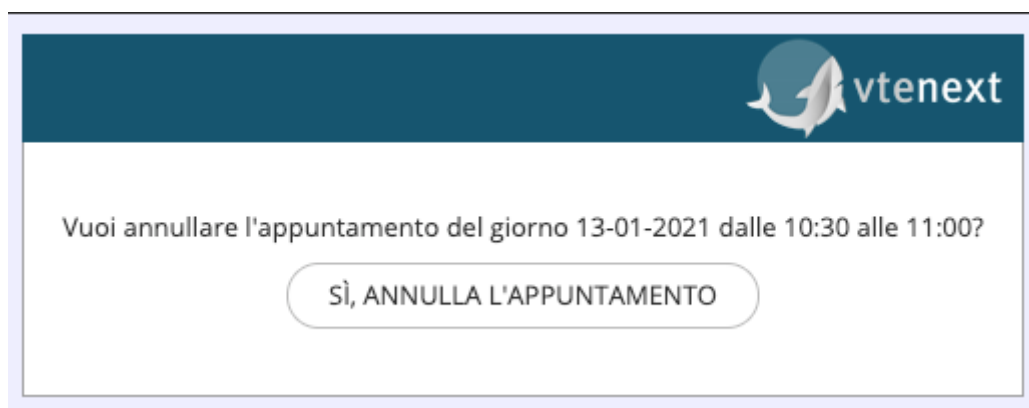 vtenext
Vuoi annullare l'appuntamento del giorno 13-01-2021 dalle 10:30 alle 11:00?
SÌ, ANNULLA L'APPUNTAMENTO